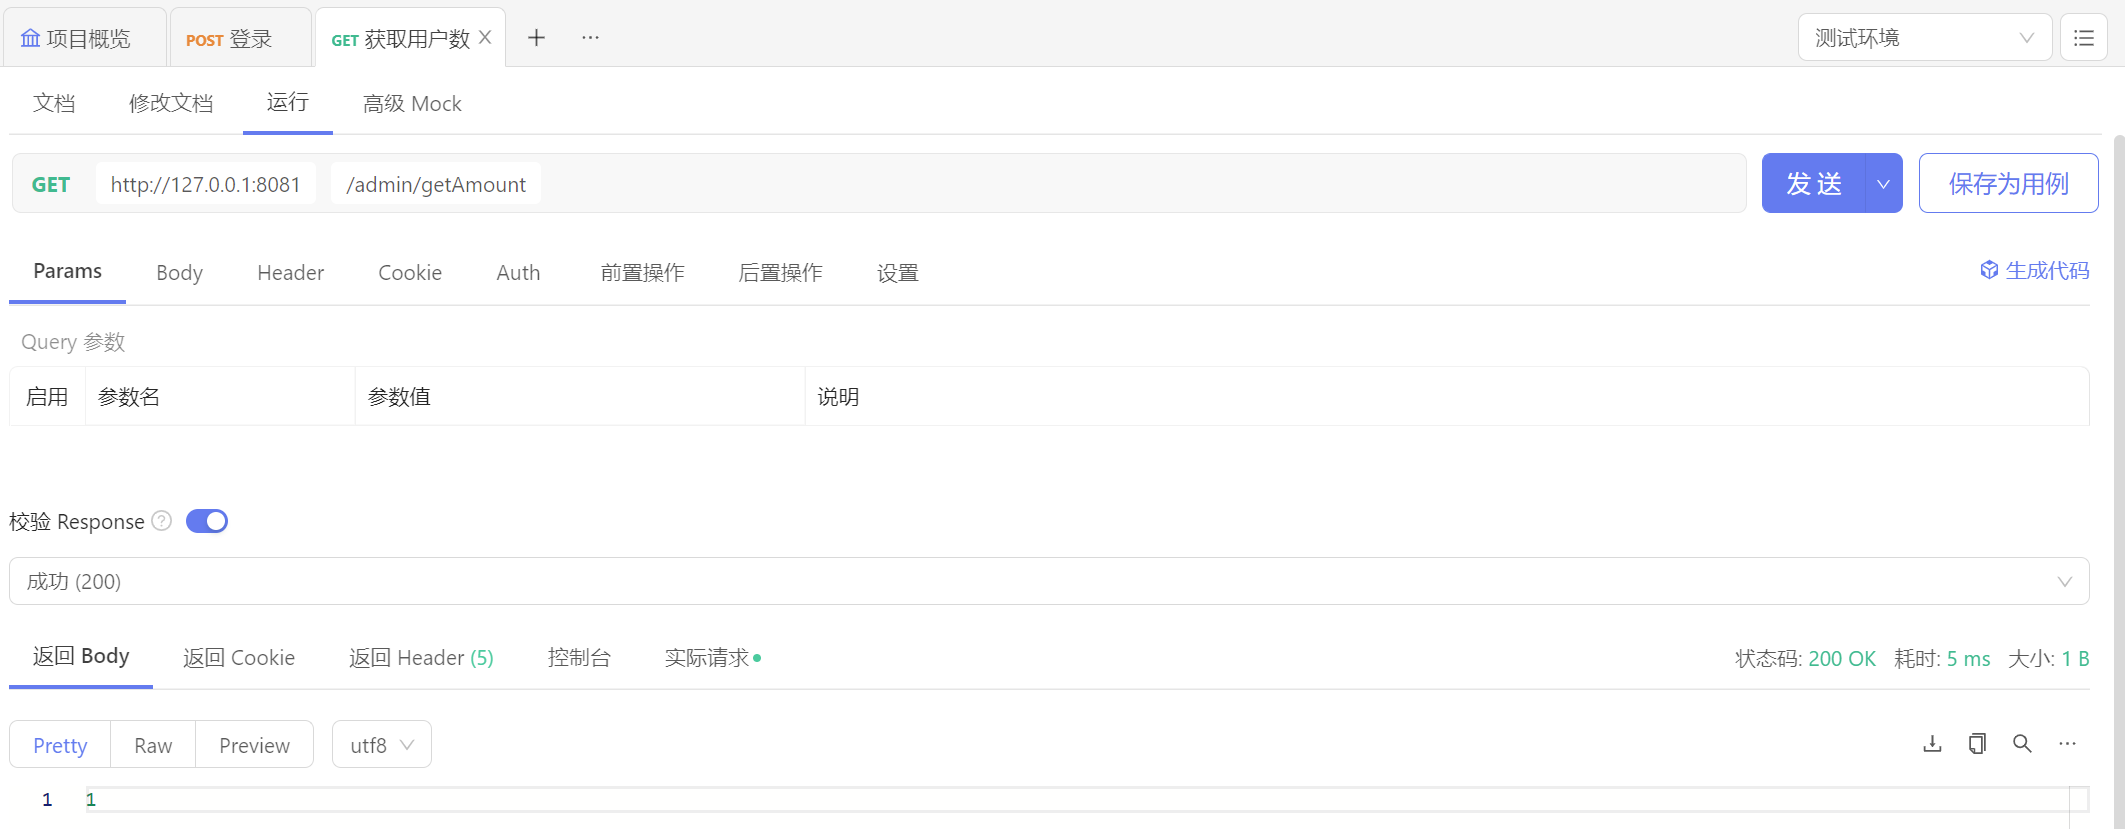 项目概览 POST 登录 GET 获取用户数 测试环境
文档 修改文档 运行 高级 Mock
GET http://127.0.0.1:8081 /admin/getAmount 发 送 保存为用例
Params Body Header Cookie Auth 前置操作 后置操作 设置 生成代码
Query 参数
启用 参数名 参数值 说明
校验 Response ?
成功 (200)
返回 Body 返回 Cookie 返回 Header (5) 控制台 实际请求 状态码: 200 OK 耗时: 5 ms 大小: 1 B
Pretty Raw Preview utf8
1 1